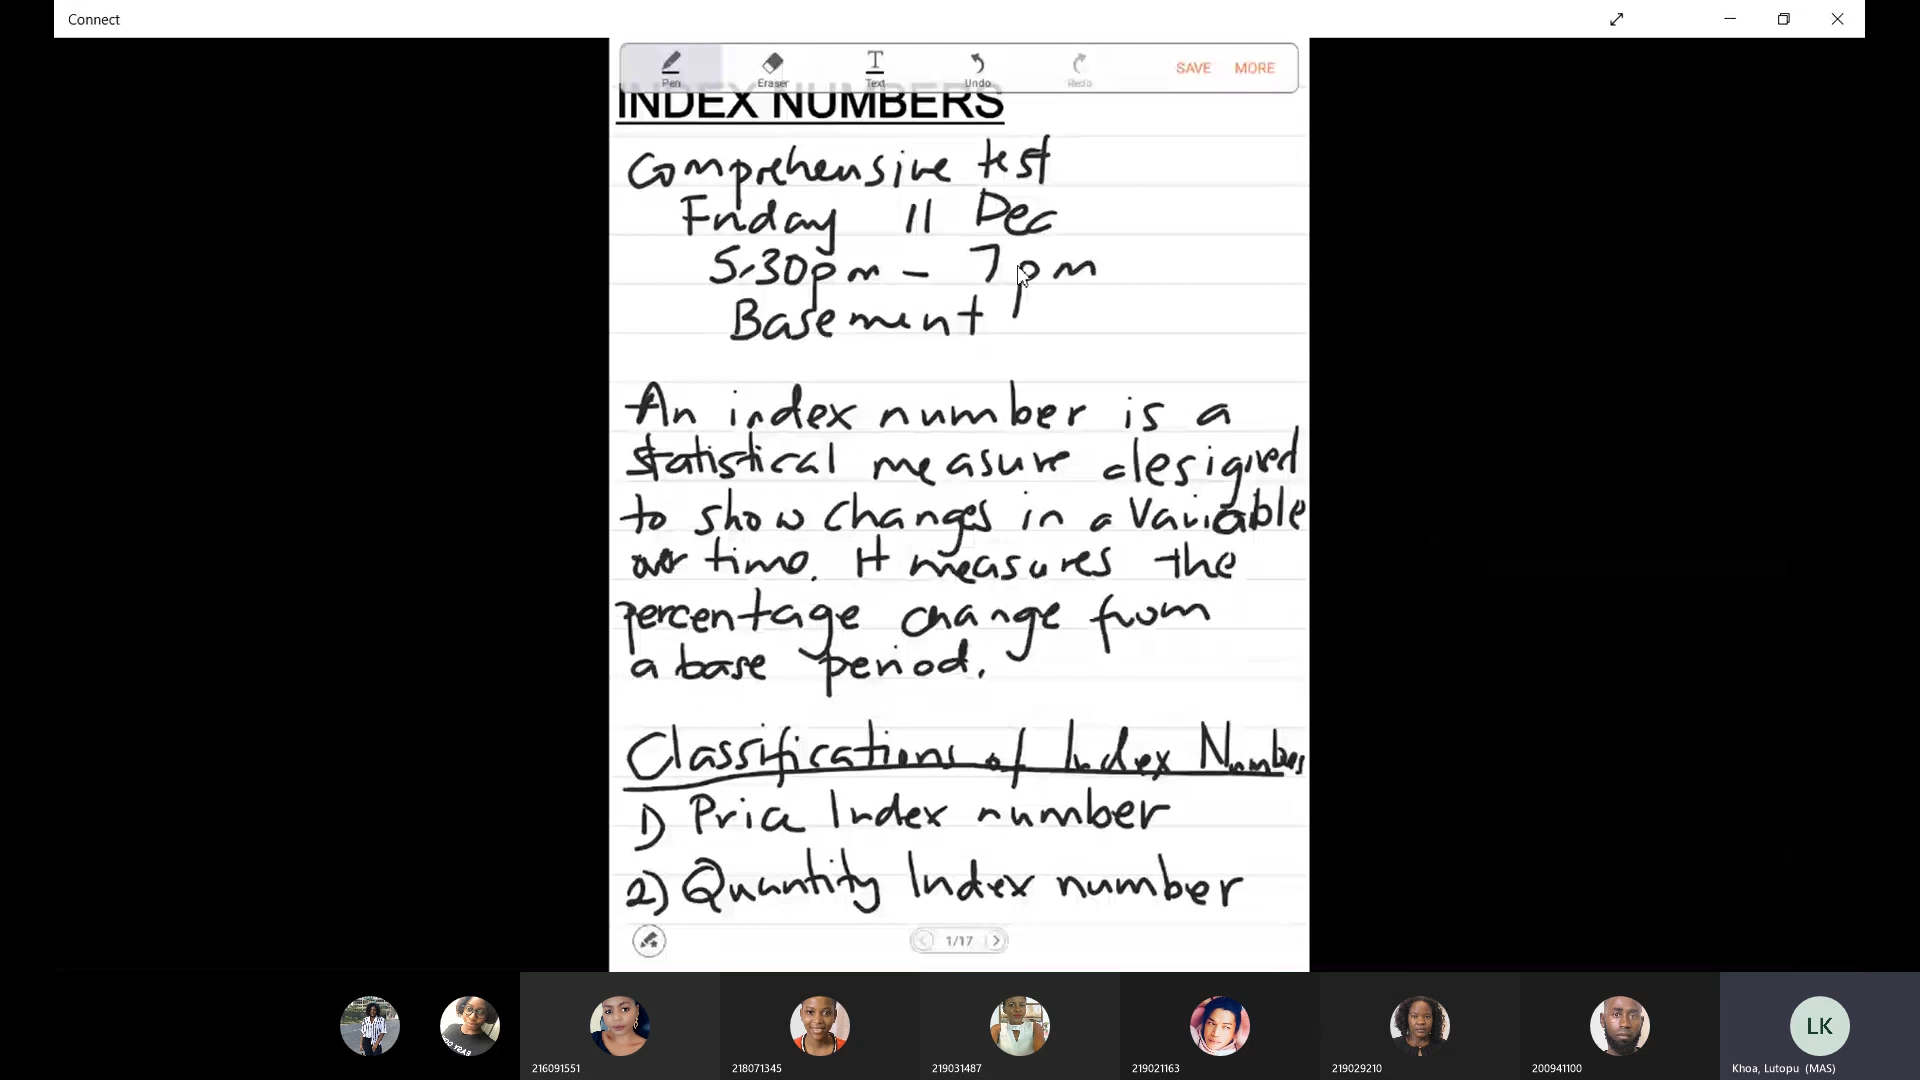 Connect
Pen
Eraser
Text
Undo
Redo
SAVE
MORE
INDEX NUMBERS
Comprehensive test
Friday 11 Dec
5.30pm - 7pm
Basement
An index number is a
statistical measure designed
to show changes in a variable
over time. It measures the
percentage change from
a base period.
Classifications of Index Numbers
1) Price Index number
2) Quantity Index number
1/17
216091551
218071345
219031487
219021163
219029210
200941100
LK
Khoa, Lutopu (MAS)